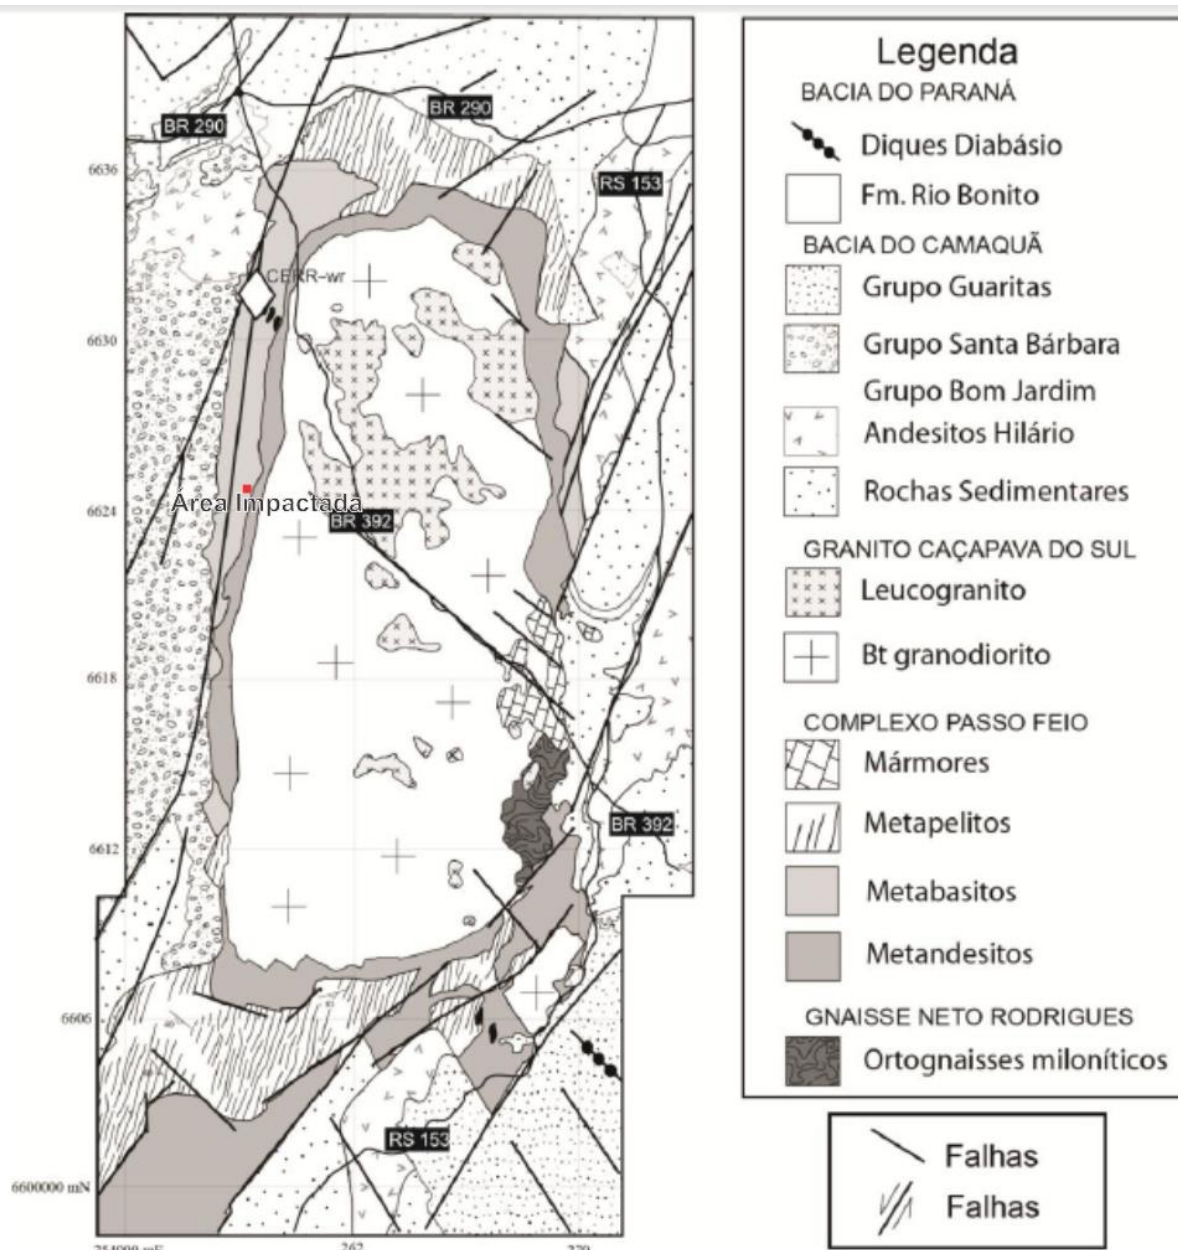 BR 290
BR 290
6636
RS 153
CERR-wr
6630
Área Impactada
6624
BR 392
6618
6612
BR 392
6606
RS 153
6600000 mN
Legenda
BACIA DO PARANÁ
Diques Diabásio
Fm. Rio Bonito
BACIA DO CAMAQUÃ
Grupo Guaritas
Grupo Santa Bárbara
Grupo Bom Jardim
Andesitos Hilário
Rochas Sedimentares
GRANITO CAÇAPAVA DO SUL
Leucogranito
Bt granodiorito
COMPLEXO PASSO FEIO
Mármores
Metapelitos
Metabasitos
Metandesitos
GNAISSE NETO RODRIGUES
Ortognaisses miloníticos
Falhas
Falhas